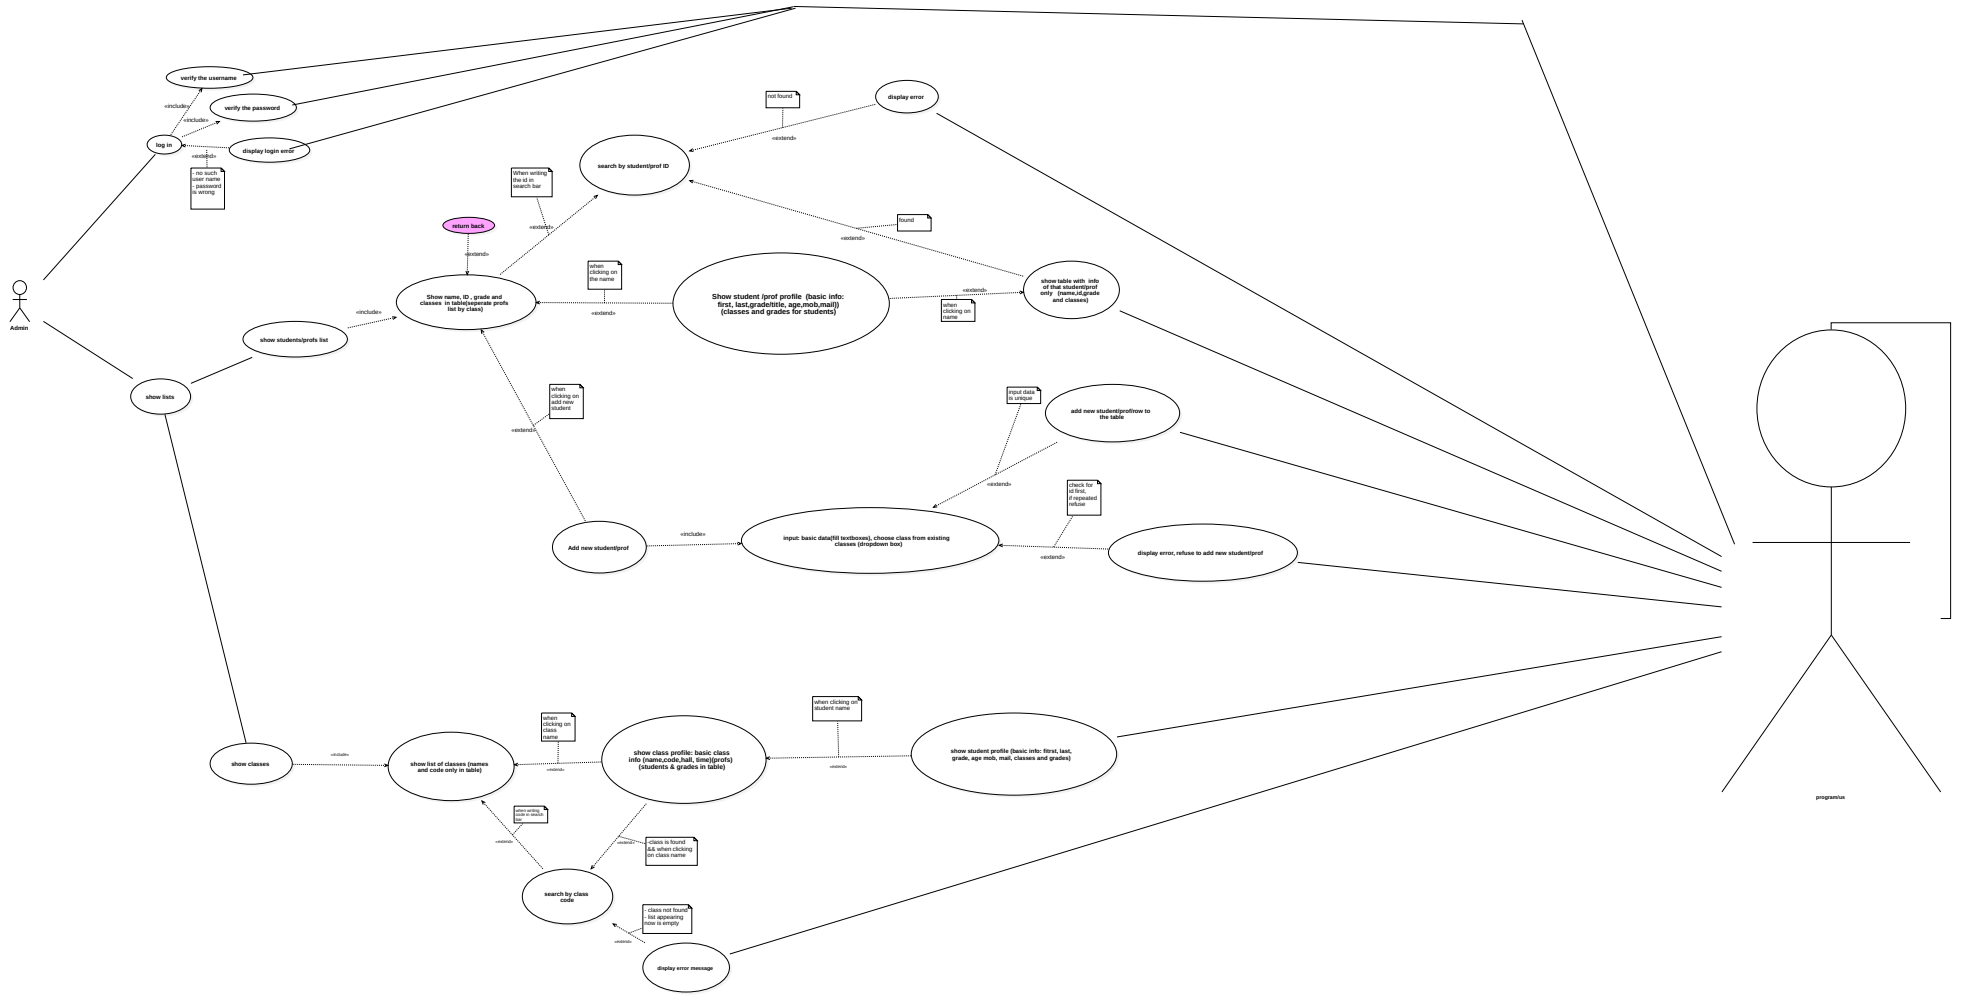 verify the username
«include»
verify the password
«include»
log in
display login error
«extend»
- no such
user name
- password
is wrong
not found
display error
«extend»
search by student/prof ID
When writing
the id in
search bar
«extend»
found
«extend»
return back
«extend»
when
clicking on
the name
«extend»
Show name, ID , grade and
classes in table(seperate profs
list by class)
Show student /prof profile (basic info:
first, last,grade/title, age,mob,mail))
(classes and grades for students)
«extend»
when
clicking on
name
show table with info
of that student/prof
only (name,id,grade
and classes)
Admin
«include»
show students/profs list
show lists
when
clicking on
add new
student
«extend»
input data
is unique
add new student/prof/row to
the table
«extend»
check for
id first,
if repeated
refuse
«extend»
Add new student/prof
«include»
input: basic data(fill textboxes), choose class from existing
classes (dropdown box)
display error, refuse to add new student/prof
program/us
show classes
«include»
show list of classes (names
and code only in table)
when
clicking on
class
name
«extend»
show class profile: basic class
info (name,code,hall, time)(profs)
(students & grades in table)
when clicking on
student name
«extend»
show student profile (basic info: fitrst, last,
grade, age mob, mail, classes and grades)
when writing
code in search
bar
«extend»
«extend»
-class is found
&& when clicking
on class name
search by class
code
- class not found
- list appearing
now is empty
«extend»
display error message